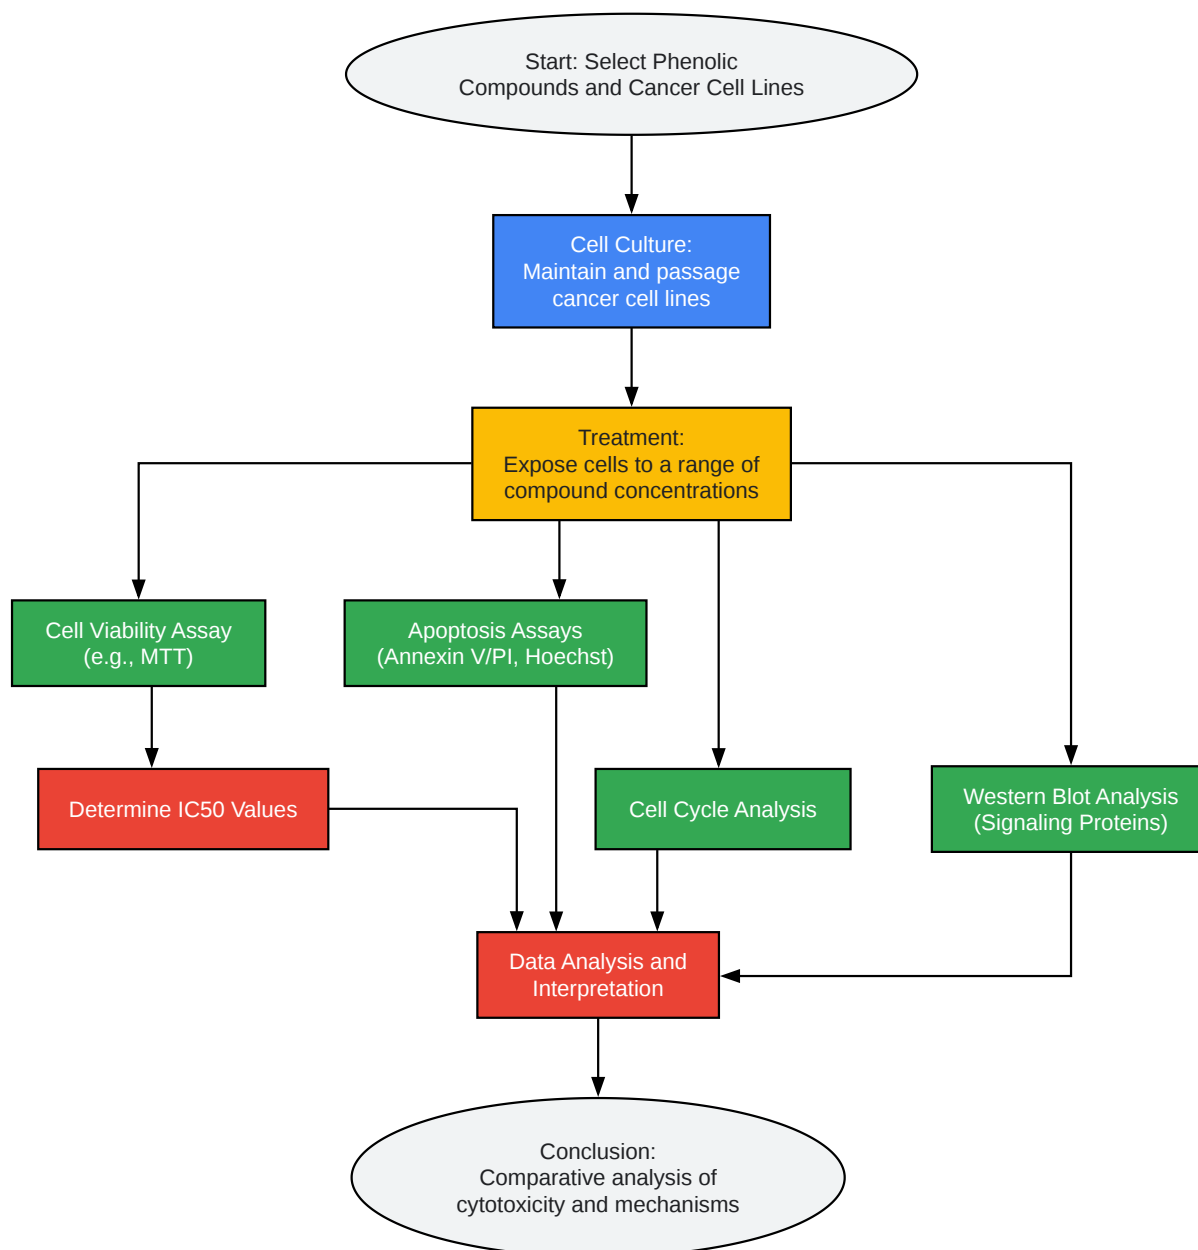 Start: Select Phenolic
Compounds and Cancer Cell Lines
Cell Culture:
Maintain and passage
cancer cell lines
Treatment:
Expose cells to a range of
compound concentrations
Cell Viability Assay
(e.g., MTT)
Apoptosis Assays
(Annexin V/PI, Hoechst)
Determine IC50 Values
Cell Cycle Analysis
Western Blot Analysis
(Signaling Proteins)
Data Analysis and
Interpretation
Conclusion:
Comparative analysis of
cytotoxicity and mechanisms